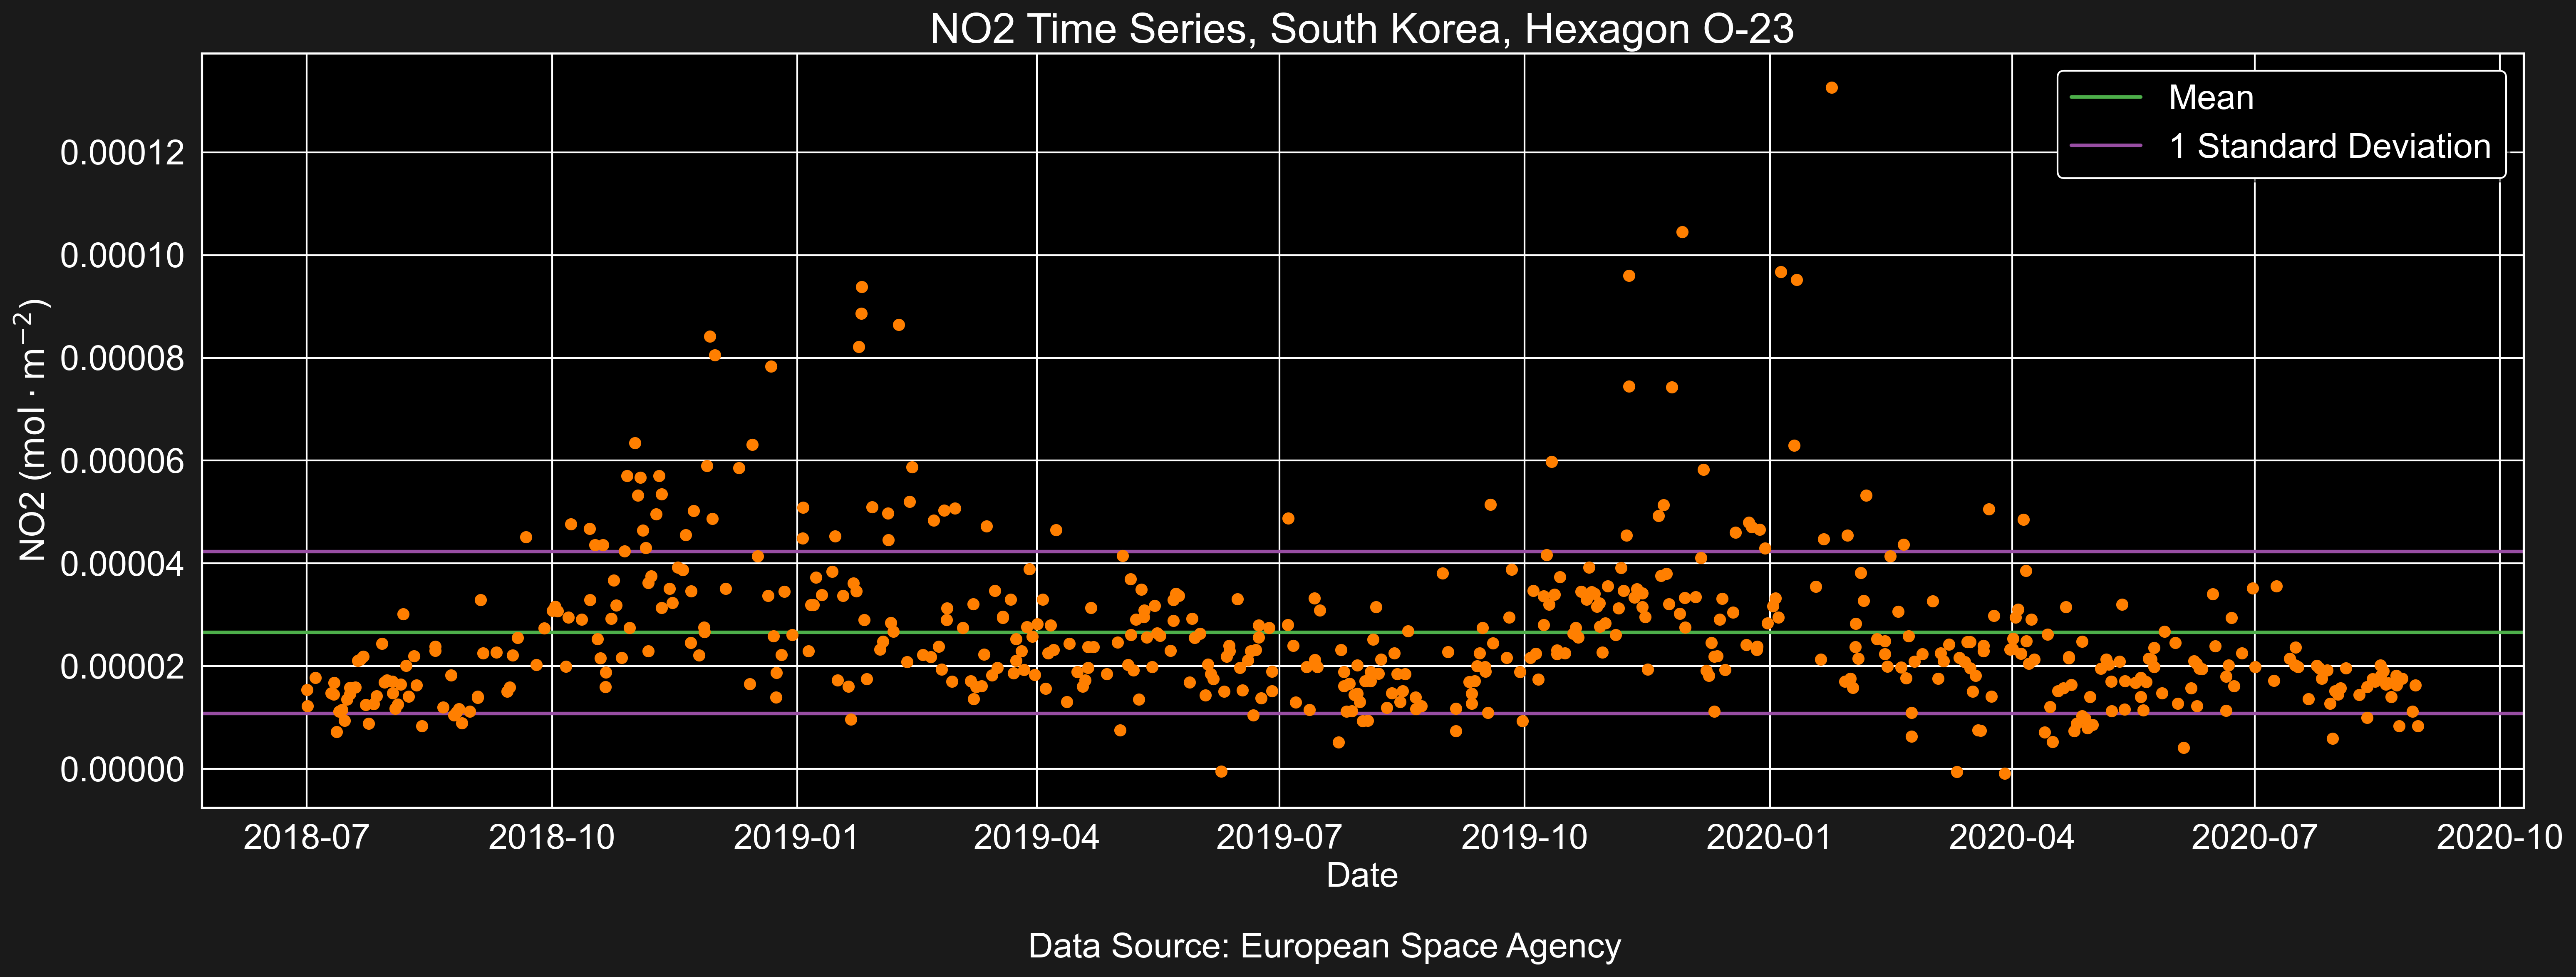 NO2 Time Series, South Korea, Hexagon O-23
Mean
1 Standard Deviation
NO2 (mol · m⁻²)
0.00012
0.00010
0.00008
0.00006
0.00004
0.00002
0.00000
2018-07 2018-10 2019-01 2019-04 2019-07 2019-10 2020-01 2020-04 2020-07 2020-10
Date
Data Source: European Space Agency